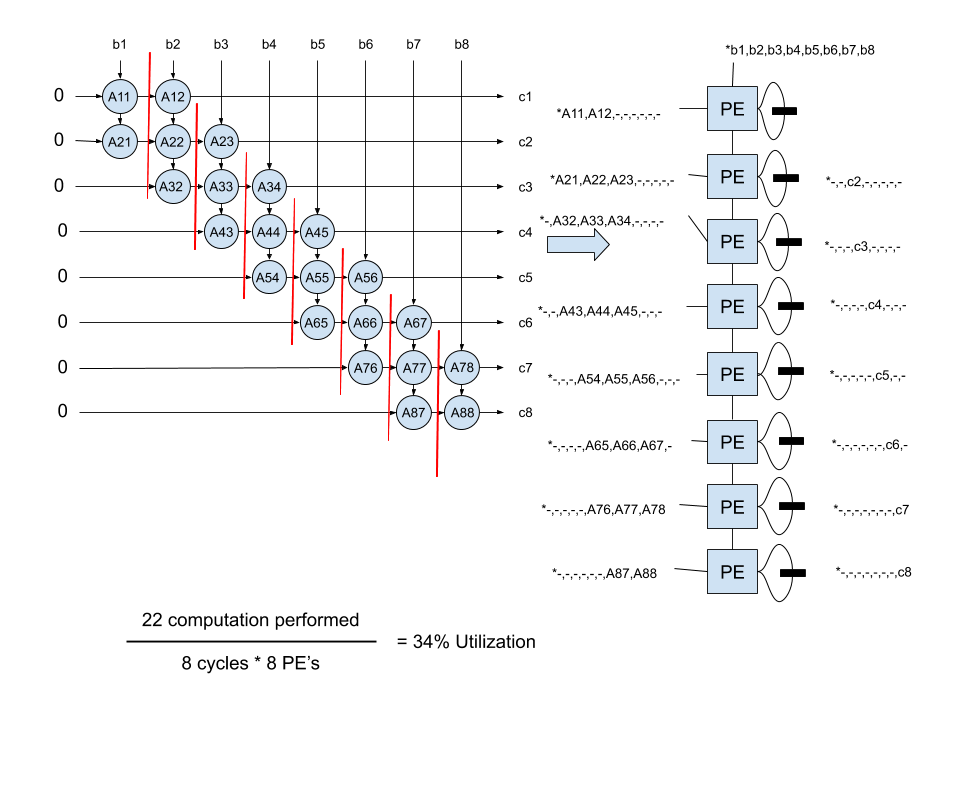 b1 b2 b3 b4 b5 b6 b7 b8
0 A11 A12 c1
0 A21 A22 A23 c2
0 A32 A33 A34 c3
0 A43 A44 A45 c4
0 A54 A55 A56 c5
0 A65 A66 A67 c6
0 A76 A77 A78 c7
0 A87 A88 c8
*b1,b2,b3,b4,b5,b6,b7,b8
*A11,A12,-,-,-,-,-,- PE
*A21,A22,A23,-,-,-,-,- PE *-,-,c2,-,-,-,-,-
*-,A32,A33,A34,-,-,-,- PE *-,-,-,c3,-,-,-,-
*-,-,A43,A44,A45,-,-,- PE *-,-,-,-,c4,-,-,-
*-,-,-,A54,A55,A56,-,-,- PE *-,-,-,-,-,c5,-,-
*-,-,-,-,A65,A66,A67,- PE *-,-,-,-,-,-,c6,-
*-,-,-,-,-,A76,A77,A78 PE *-,-,-,-,-,-,-,c7
*-,-,-,-,-,-,A87,A88 PE *-,-,-,-,-,-,-,c8
22 computation performed
8 cycles * 8 PE's
= 34% Utilization